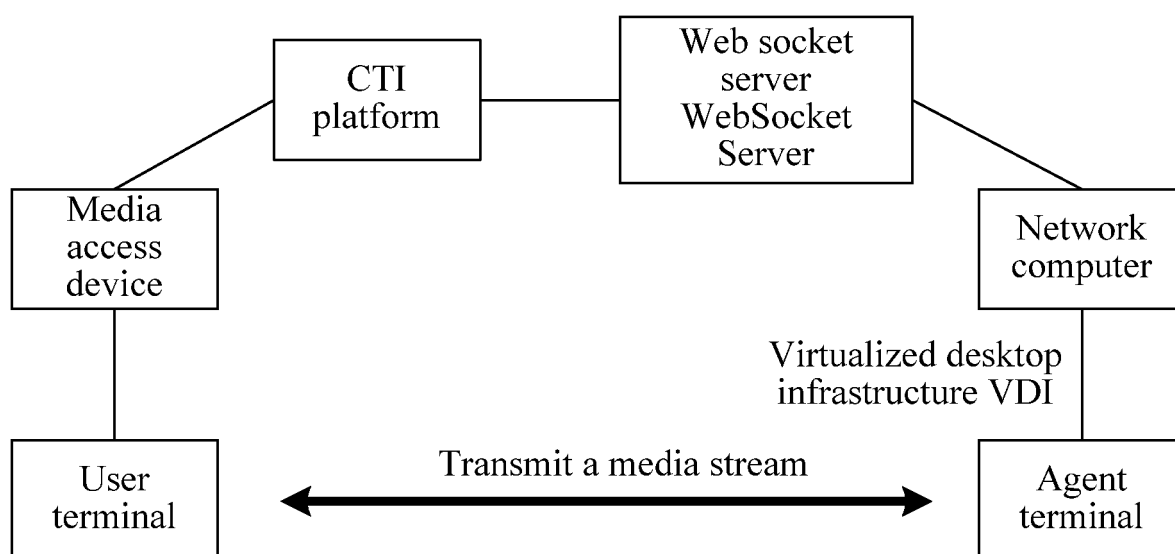 CTI
platform
Web socket
server
WebSocket
Server
Media
access
device
Network
computer
Virtualized desktop
infrastructure VDI
User
terminal
Transmit a media stream
Agent
terminal